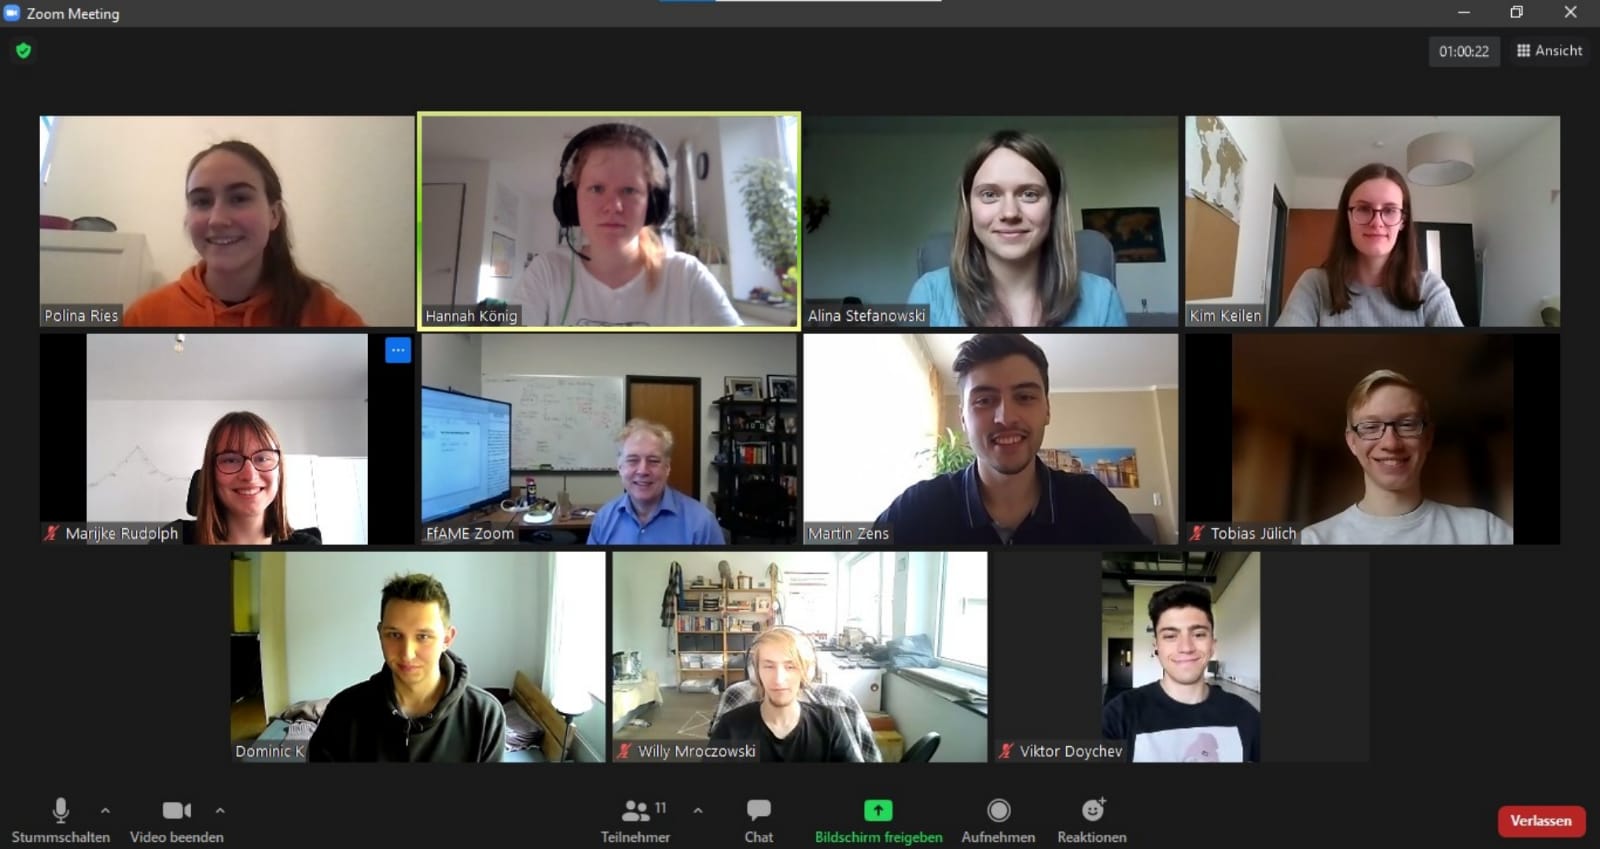 Zoom Meeting
01:00:22
Ansicht
Polina Ries
Hannah König
Alina Stefanowski
Kim Keilen
Marijke Rudolph
FfAME Zoom
Martin Zens
Tobias Jülich
Dominic K
Willy Mroczowski
Viktor Doychev
11
Stummschalten
Video beenden
Teilnehmer
Chat
Bildschirm freigeben
Aufnehmen
Reaktionen
Verlassen